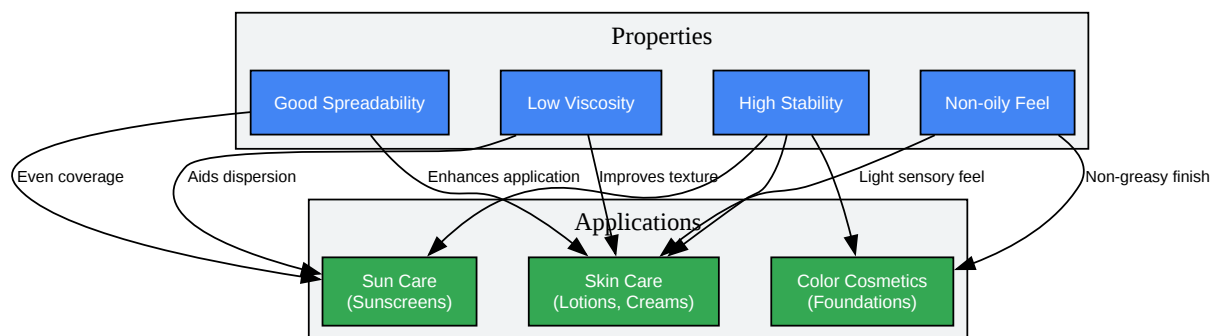 Properties
Good Spreadability
Low Viscosity
High Stability
Non-oily Feel
Even coverage
Aids dispersion
Enhances application
Improves texture
Light sensory feel
Non-greasy finish
Applications
Sun Care
(Sunscreens)
Skin Care
(Lotions, Creams)
Color Cosmetics
(Foundations)